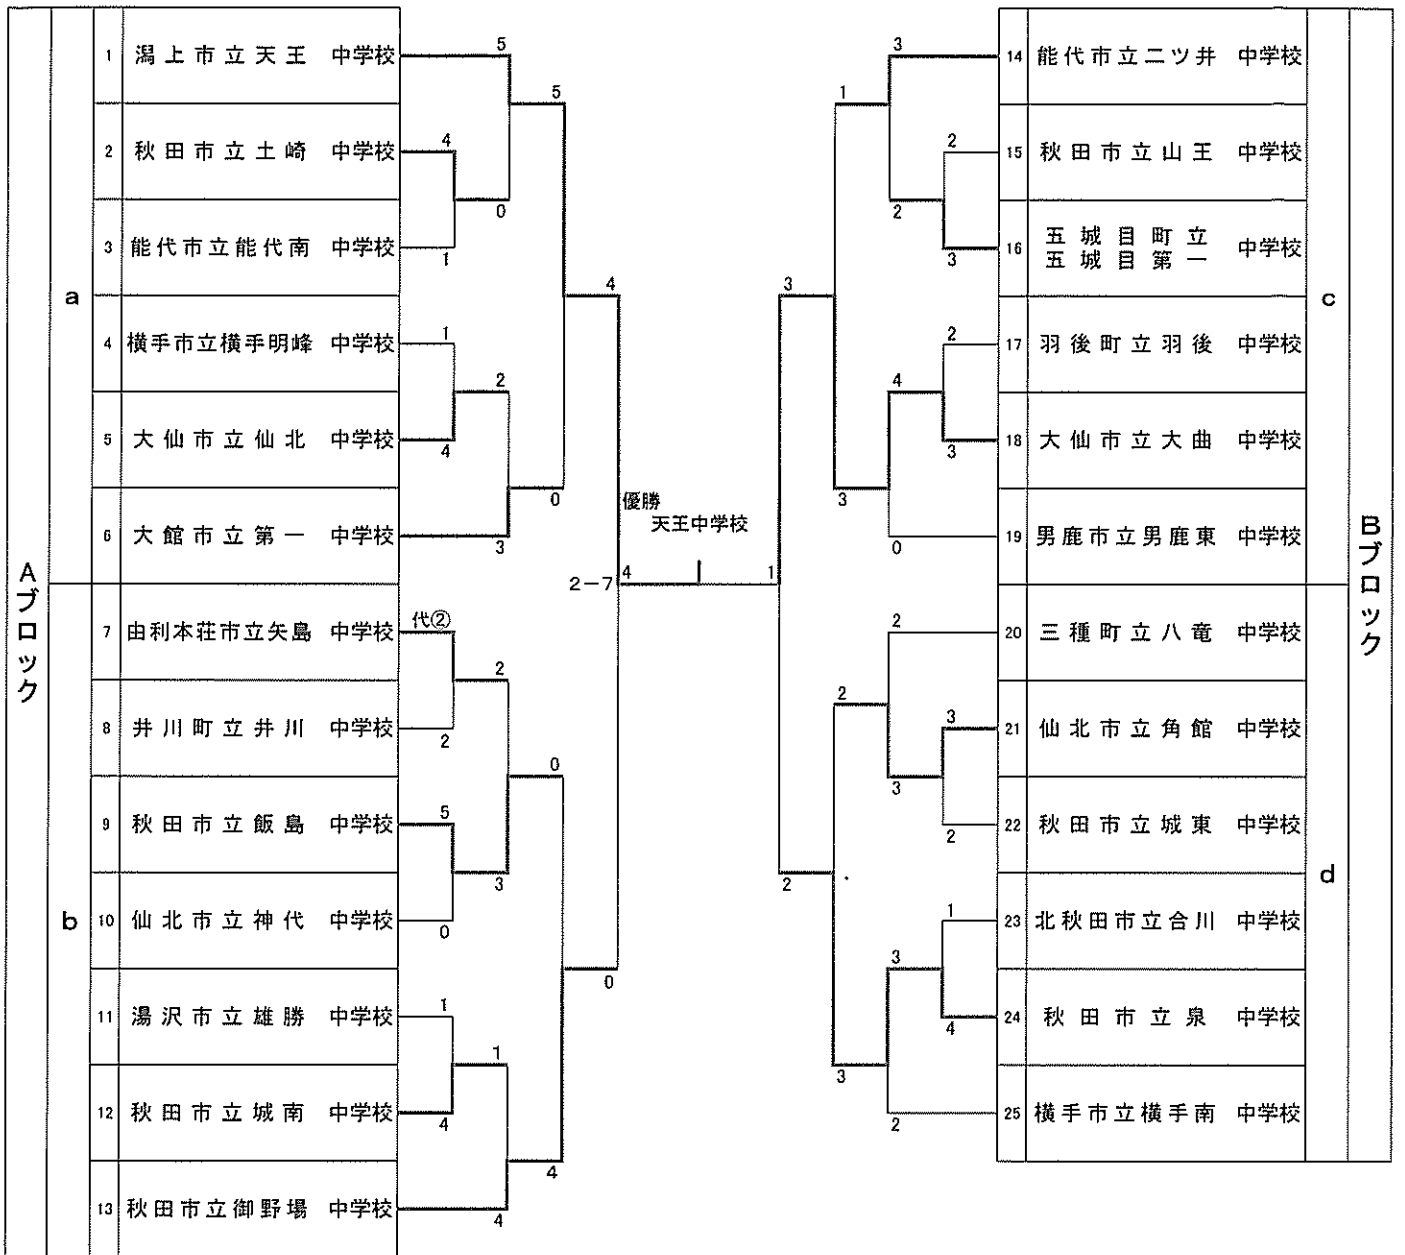 Aブロック
a
1 潟上市立天王 中学校
2 秋田市立土崎 中学校
3 能代市立能代南 中学校
4 横手市立横手明峰 中学校
5 大仙市立仙北 中学校
6 大館市立第一 中学校
b
7 由利本荘市立矢島 中学校
8 井川町立井川 中学校
9 秋田市立飯島 中学校
10 仙北市立神代 中学校
11 湯沢市立雄勝 中学校
12 秋田市立城南 中学校
13 秋田市立御野場 中学校
5
4
0
1
5
1
2
4
0
3
4
代②
2
2
0
5
3
0
1
1
4
4
4
0
優勝
天王中学校
2-7
4
1
3
1
2
2
3
3
2
4
3
3
0
2
2
3
3
2
2
1
3
4
3
2
Bブロック
c
14 能代市立二ツ井 中学校
15 秋田市立山王 中学校
16 五城目町立
五城目第一 中学校
17 羽後町立羽後 中学校
18 大仙市立大曲 中学校
19 男鹿市立男鹿東 中学校
d
20 三種町立八竜 中学校
21 仙北市立角館 中学校
22 秋田市立城東 中学校
23 北秋田市立合川 中学校
24 秋田市立泉 中学校
25 横手市立横手南 中学校